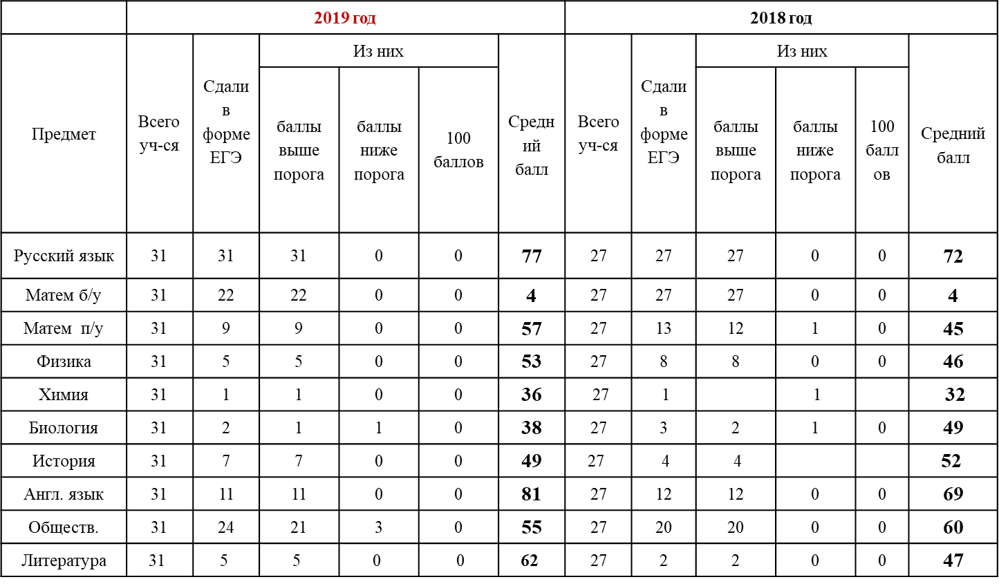 2019 год 2018 год
Предмет Всего уч-ся Сдали в форме ЕГЭ Из них Средн ий балл Всего уч-ся Сдали в форме ЕГЭ Из них Средний балл
баллы выше порога баллы ниже порога 100 баллов баллы выше порога баллы ниже порога 100 балл ов
Русский язык 31 31 31 0 0 77 27 27 27 0 0 72
Матем б/у 31 22 22 0 0 4 27 27 27 0 0 4
Матем п/у 31 9 9 0 0 57 27 13 12 1 0 45
Физика 31 5 5 0 0 53 27 8 8 0 0 46
Химия 31 1 1 0 0 36 27 1 1 32
Биология 31 2 1 1 0 38 27 3 2 1 0 49
История 31 7 7 0 0 49 27 4 4 52
Англ. язык 31 11 11 0 0 81 27 12 12 0 0 69
Обществ. 31 24 21 3 0 55 27 20 20 0 0 60
Литература 31 5 5 0 0 62 27 2 2 0 0 47